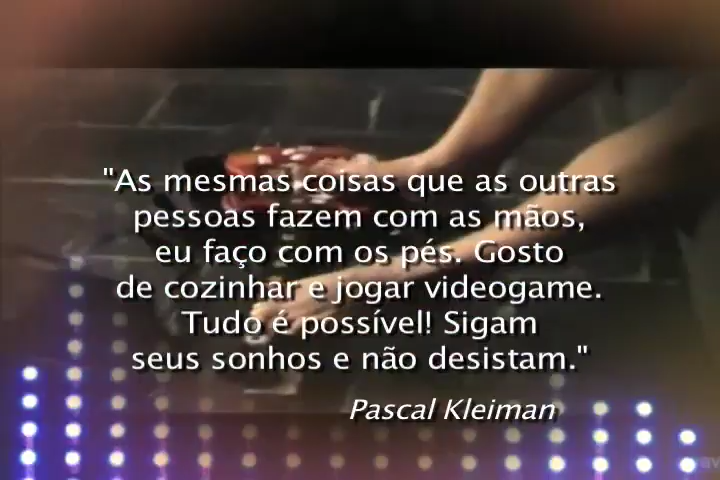 "As mesmas coisas que as outras
pessoas fazem com as mãos,
eu faço com os pés. Gosto
de cozinhar e jogar videogame.
Tudo é possível! Sigam
seus sonhos e não desistam."
Pascal Kleiman